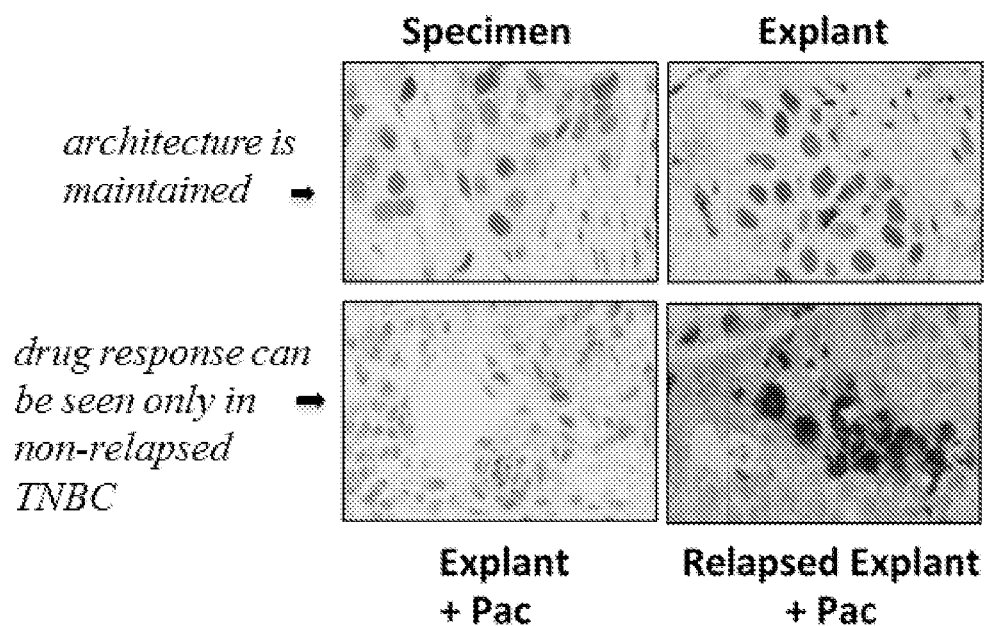 Specimen
Explant
architecture is
maintained
drug response can
be seen only in
non-relapsed
TNBC
Explant
+ Pac
Relapsed Explant
+ Pac